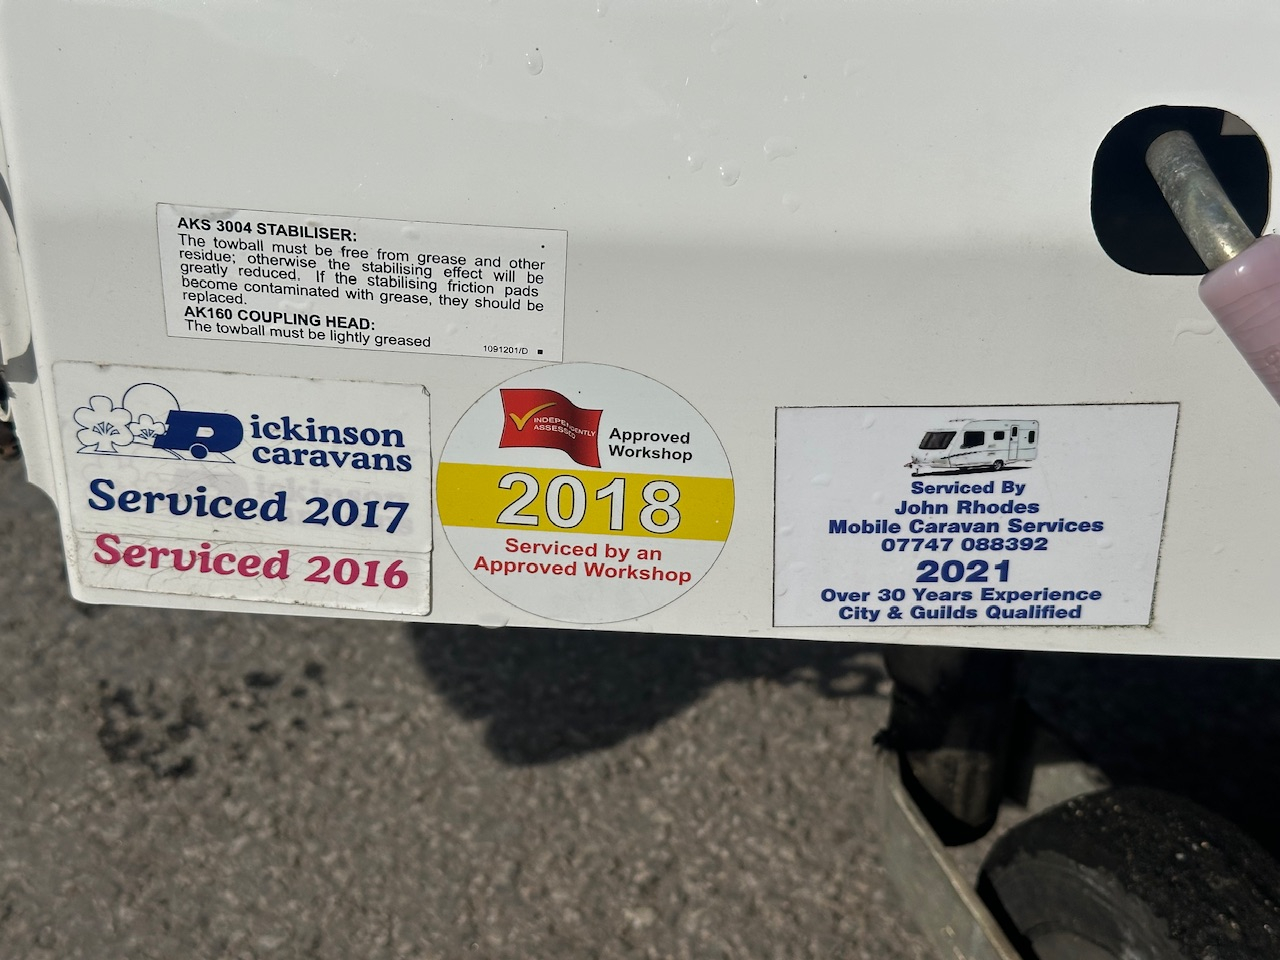 AKS 3004 STABILISER:
The towball must be free from grease and other
residue; otherwise the stabilising effect will be
greatly reduced. If the stabilising friction pads
become contaminated with grease, they should be
replaced.
AK160 COUPLING HEAD:
The towball must be lightly greased
1091201/D
Dickinson
caravans
Serviced 2017
Serviced 2016
INDEPENDENTLY
ASSESSED
Approved
Workshop
2018
Serviced by an
Approved Workshop
Serviced By
John Rhodes
Mobile Caravan Services
07747 088392
2021
Over 30 Years Experience
City & Guilds Qualified